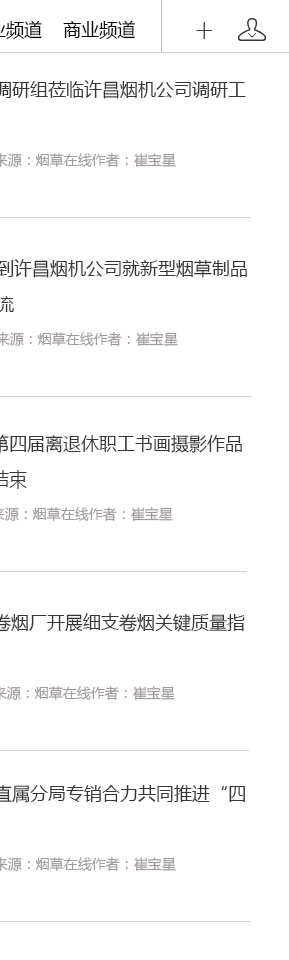 业频道 商业频道
调研组莅临许昌烟机公司调研工
来源：烟草在线作者：崔宝星
到许昌烟机公司就新型烟草制品
流
来源：烟草在线作者：崔宝星
第四届离退休职工书画摄影作品
结束
来源：烟草在线作者：崔宝星
卷烟厂开展细支卷烟关键质量指
来源：烟草在线作者：崔宝星
直属分局专销合力共同推进“四
来源：烟草在线作者：崔宝星